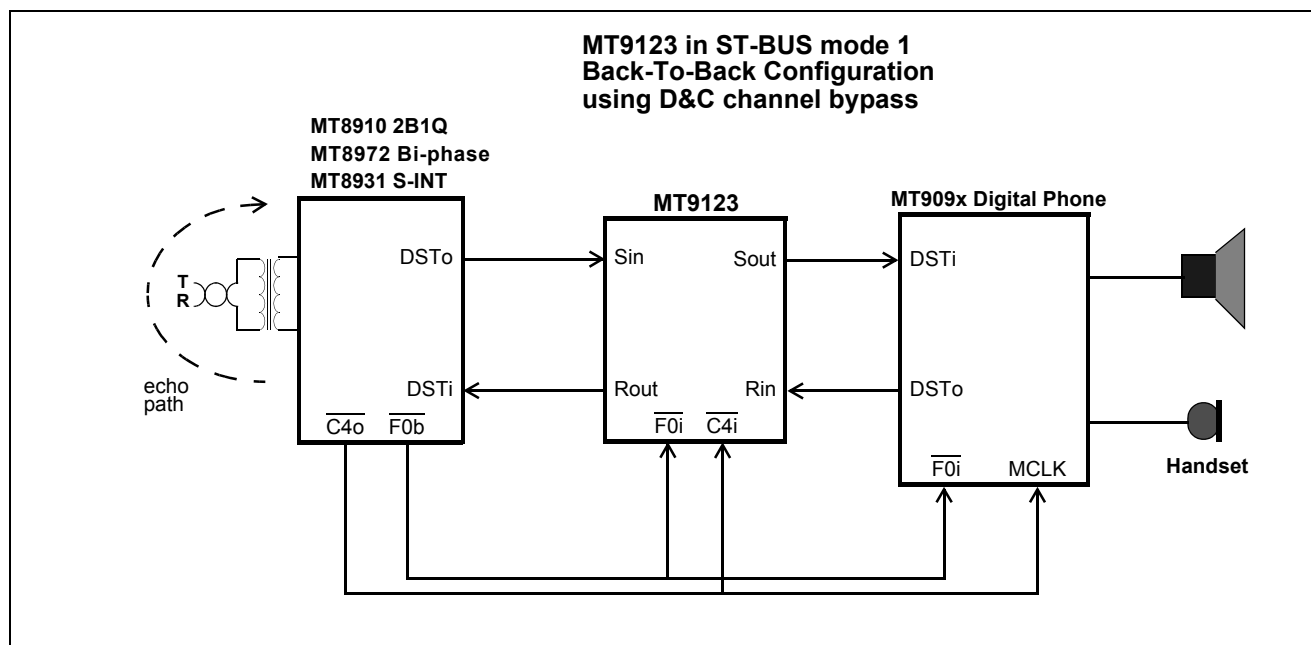 MT9123 in ST-BUS mode 1
Back-To-Back Configuration
using D&C channel bypass
MT8910 2B1Q
MT8972 Bi-phase
MT8931 S-INT
MT9123
MT909x Digital Phone
DSTo
Sin
Sout
DSTi
T
R
echo
path
DSTi
Rout
Rin
DSTo
C4o
F0b
F0i
C4i
F0i
MCLK
Handset